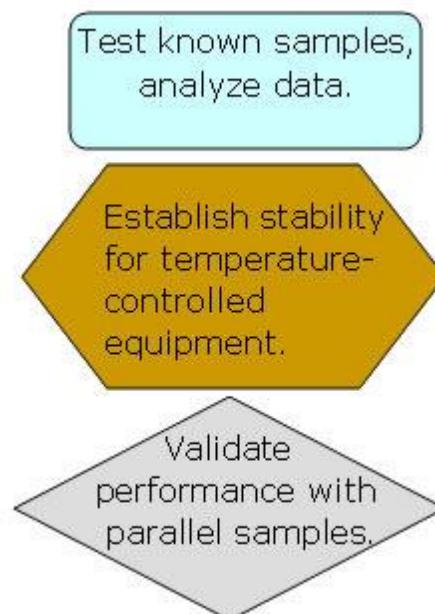 Test known samples,
analyze data.
Establish stability
for temperature-
controlled
equipment.
Validate
performance with
parallel samples.